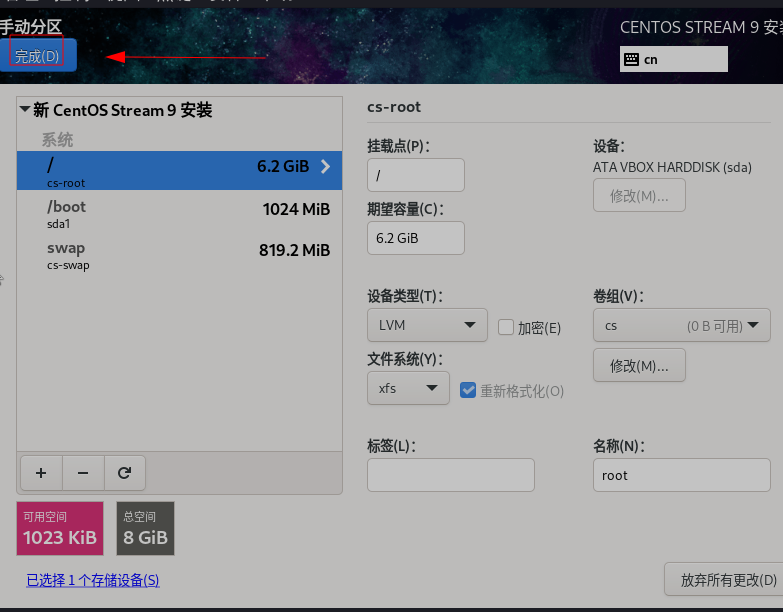 手动分区
CENTOS STREAM 9 安
完成(D)
cn
新 CentOS Stream 9 安装
系统
/
6.2 GiB
cs-root
/boot
1024 MiB
sda1
swap
819.2 MiB
cs-swap
cs-root
挂载点(P):
/
设备:
ATA VBOX HARDDISK (sda)
修改(M)...
期望容量(C):
6.2 GiB
设备类型(T):
LVM
加密(E)
卷组(V):
cs
(0 B 可用)
修改(M)...
文件系统(Y):
xfs
重新格式化(O)
标签(L):
名称(N):
root
+
−
可用空间
1023 KiB
总空间
8 GiB
已选择 1 个存储设备(S)
放弃所有更改(D)